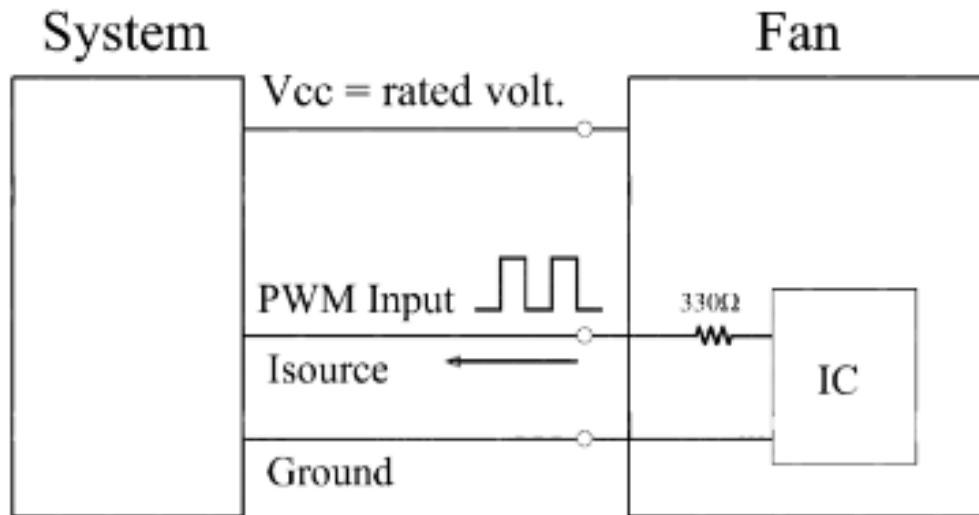 System
Fan
Vcc = rated volt.
PWM Input
330Ω
Isource
IC
Ground